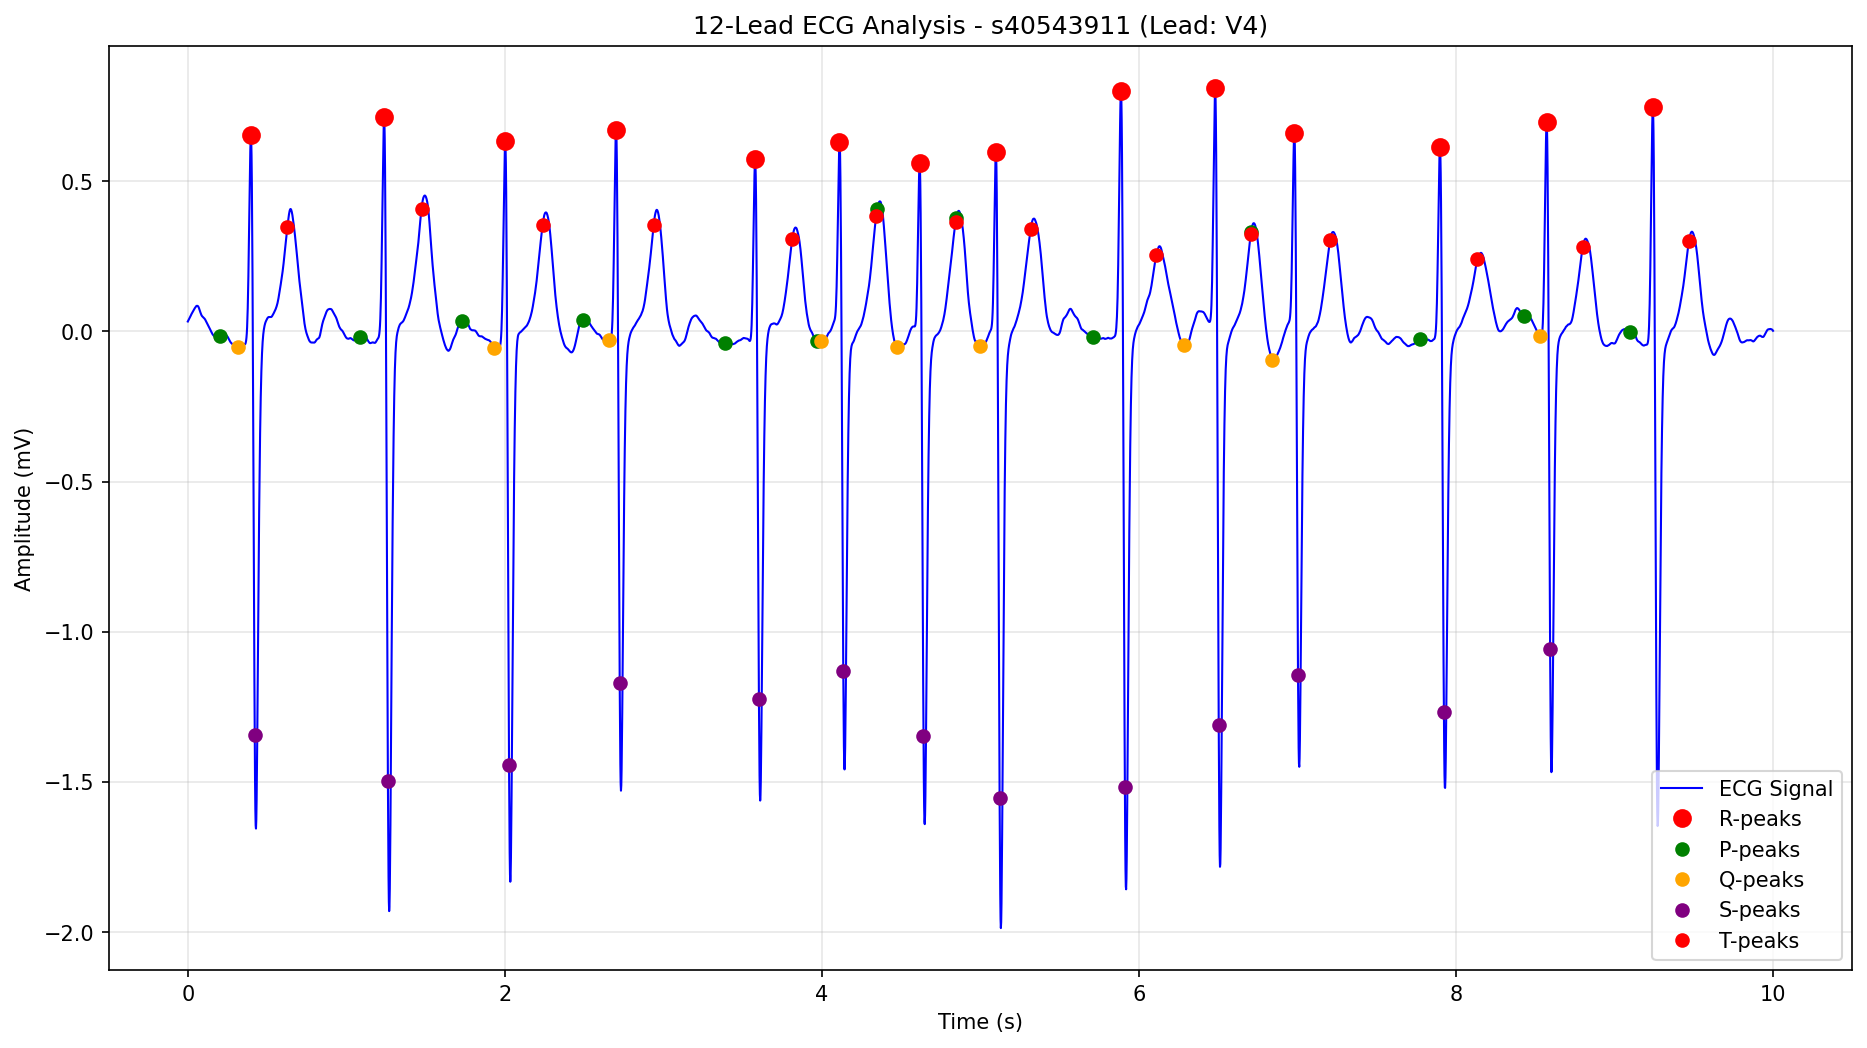 12-Lead ECG Analysis - s40543911 (Lead: V4)
Amplitude (mV)
0.5
0.0
−0.5
−1.0
−1.5
−2.0
0 2 4 6 8 10
Time (s)
ECG Signal
R-peaks
P-peaks
Q-peaks
S-peaks
T-peaks